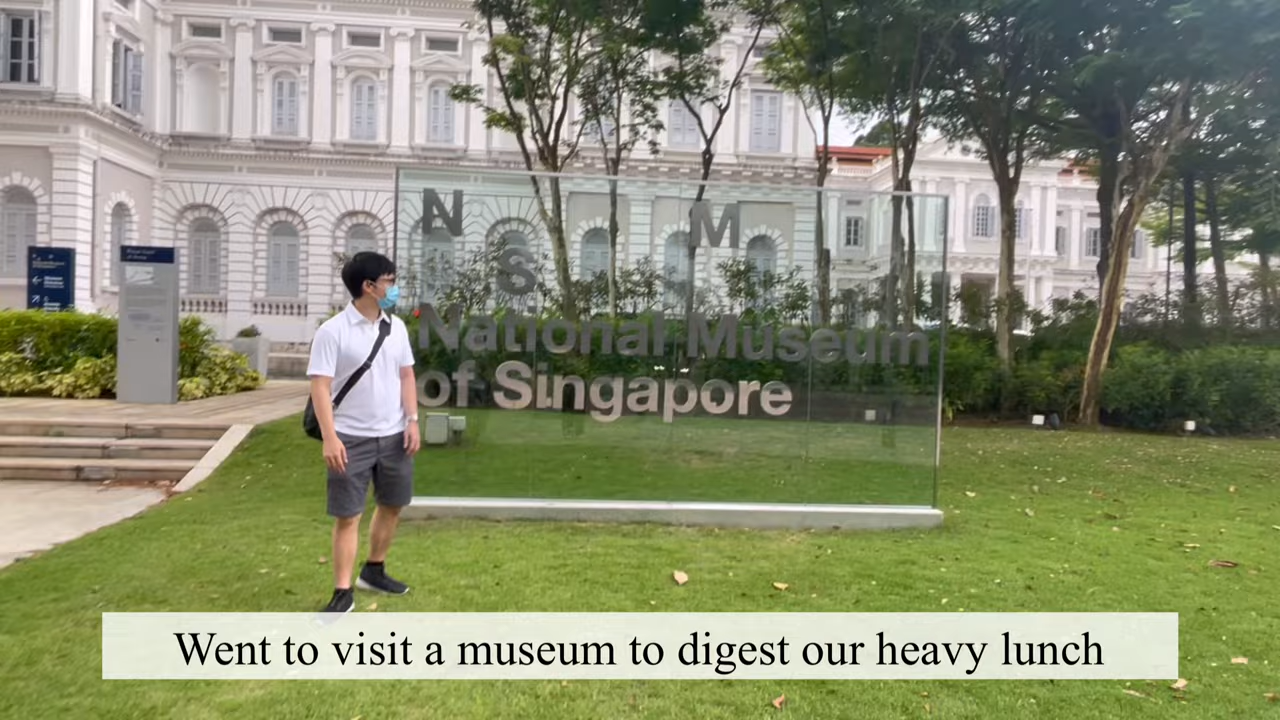 N M
S
National Museum
of Singapore
Went to visit a museum to digest our heavy lunch